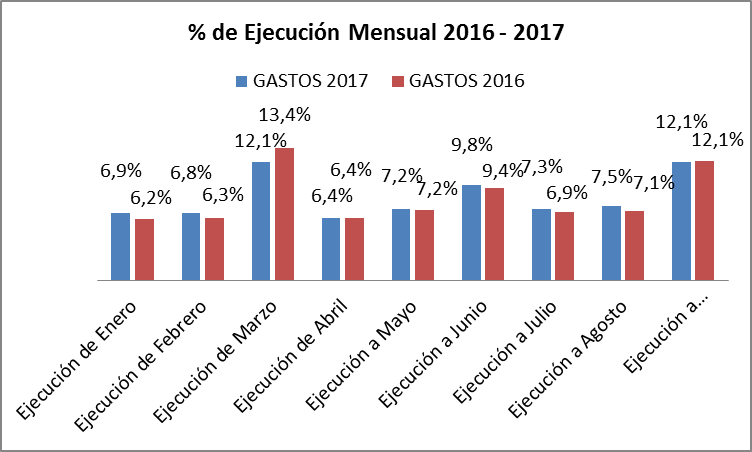 % de Ejecución Mensual 2016 - 2017
GASTOS 2017 GASTOS 2016
6,9% 6,2% 6,8% 6,3% 12,1% 13,4% 6,4% 6,4% 7,2% 7,2% 9,8% 9,4% 7,3% 6,9% 7,5% 7,1% 12,1% 12,1%
Ejecución de Enero
Ejecución de Febrero
Ejecución de Marzo
Ejecución de Abril
Ejecución a Mayo
Ejecución a Junio
Ejecución a Julio
Ejecución a Agosto
Ejecución a...